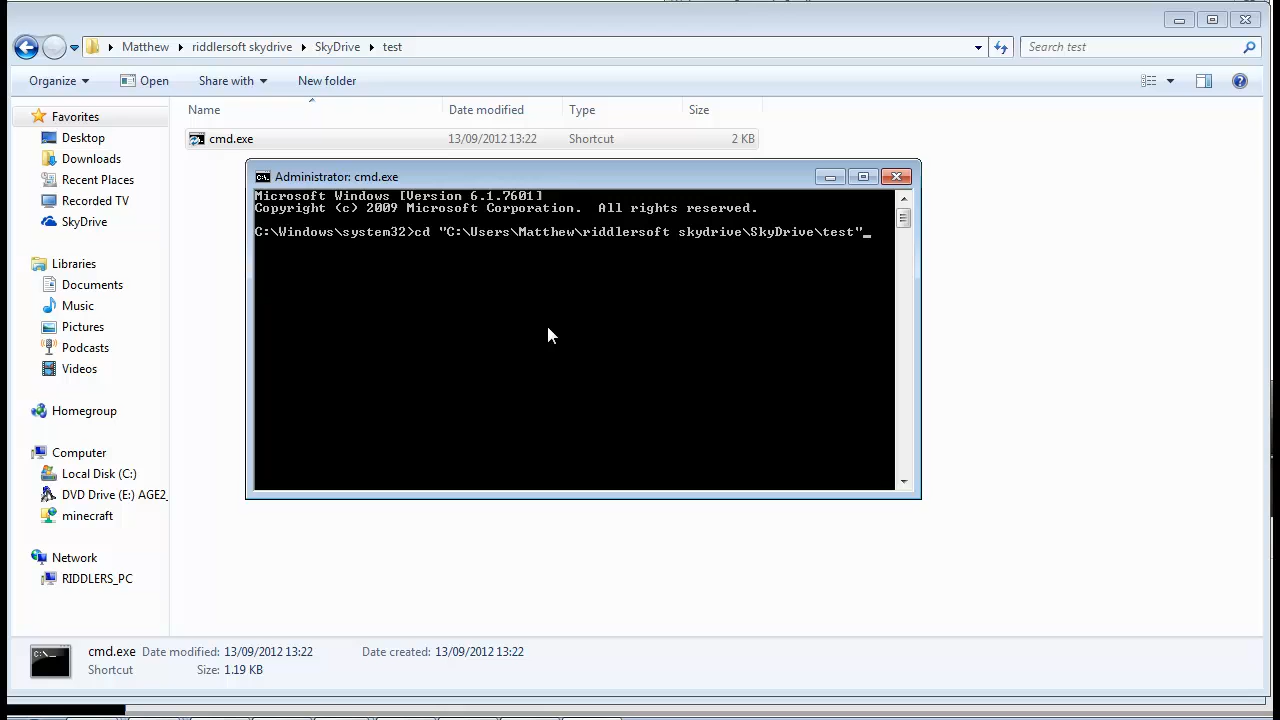 Matthew riddlersoft skydrive SkyDrive test
Search test
Organize Open Share with New folder
Name Date modified Type Size
cmd.exe 13/09/2012 13:22 Shortcut 2 KB
Favorites
Desktop
Downloads
Recent Places
Recorded TV
SkyDrive
Libraries
Documents
Music
Pictures
Podcasts
Videos
Homegroup
Computer
Local Disk (C:)
DVD Drive (E:) AGE2_
minecraft
Network
RIDDLERS_PC
Administrator: cmd.exe
Microsoft Windows [Version 6.1.7601]
Copyright (c) 2009 Microsoft Corporation.  All rights reserved.
C:\Windows\system32>cd "C:\Users\Matthew\riddlersoft skydrive\SkyDrive\test"_
cmd.exe Date modified: 13/09/2012 13:22 Date created: 13/09/2012 13:22
Shortcut Size: 1.19 KB